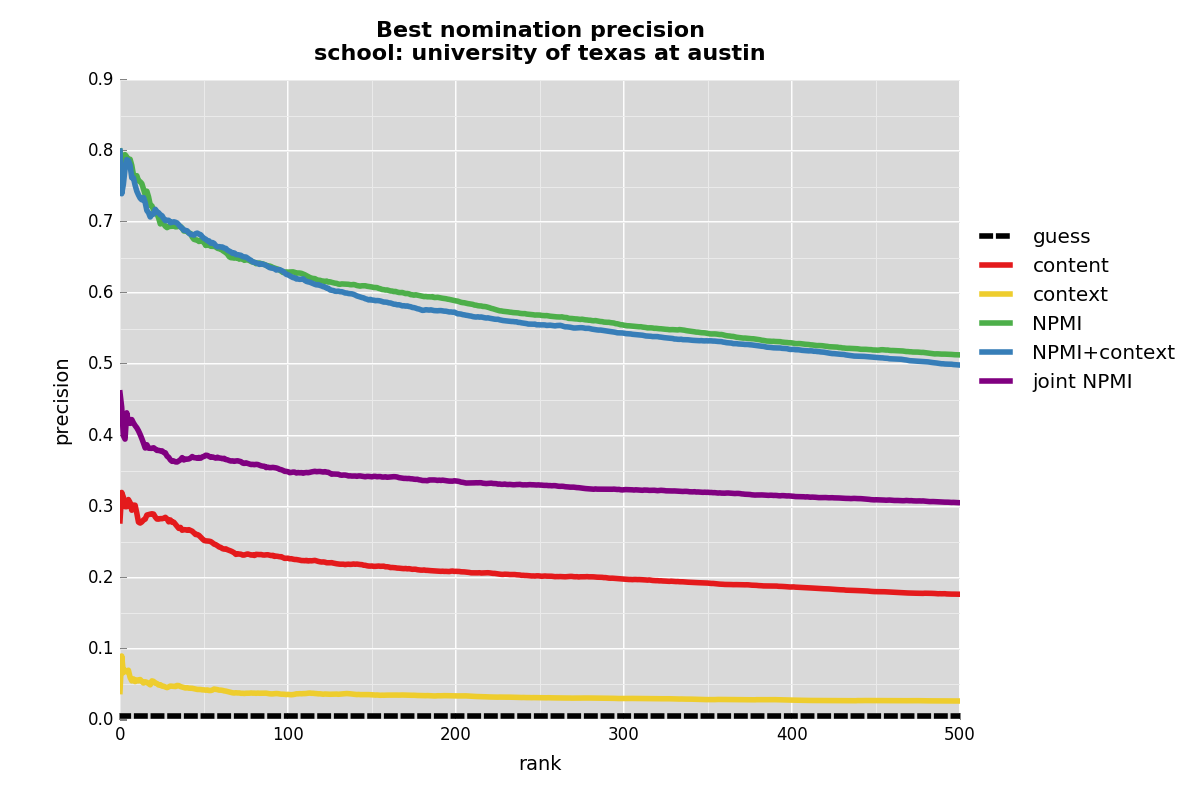 Best nomination precision
school: university of texas at austin
precision
0.9
0.8
0.7
0.6
0.5
0.4
0.3
0.2
0.1
0.0
0 100 200 300 400 500
rank
guess
content
context
NPMI
NPMI+context
joint NPMI